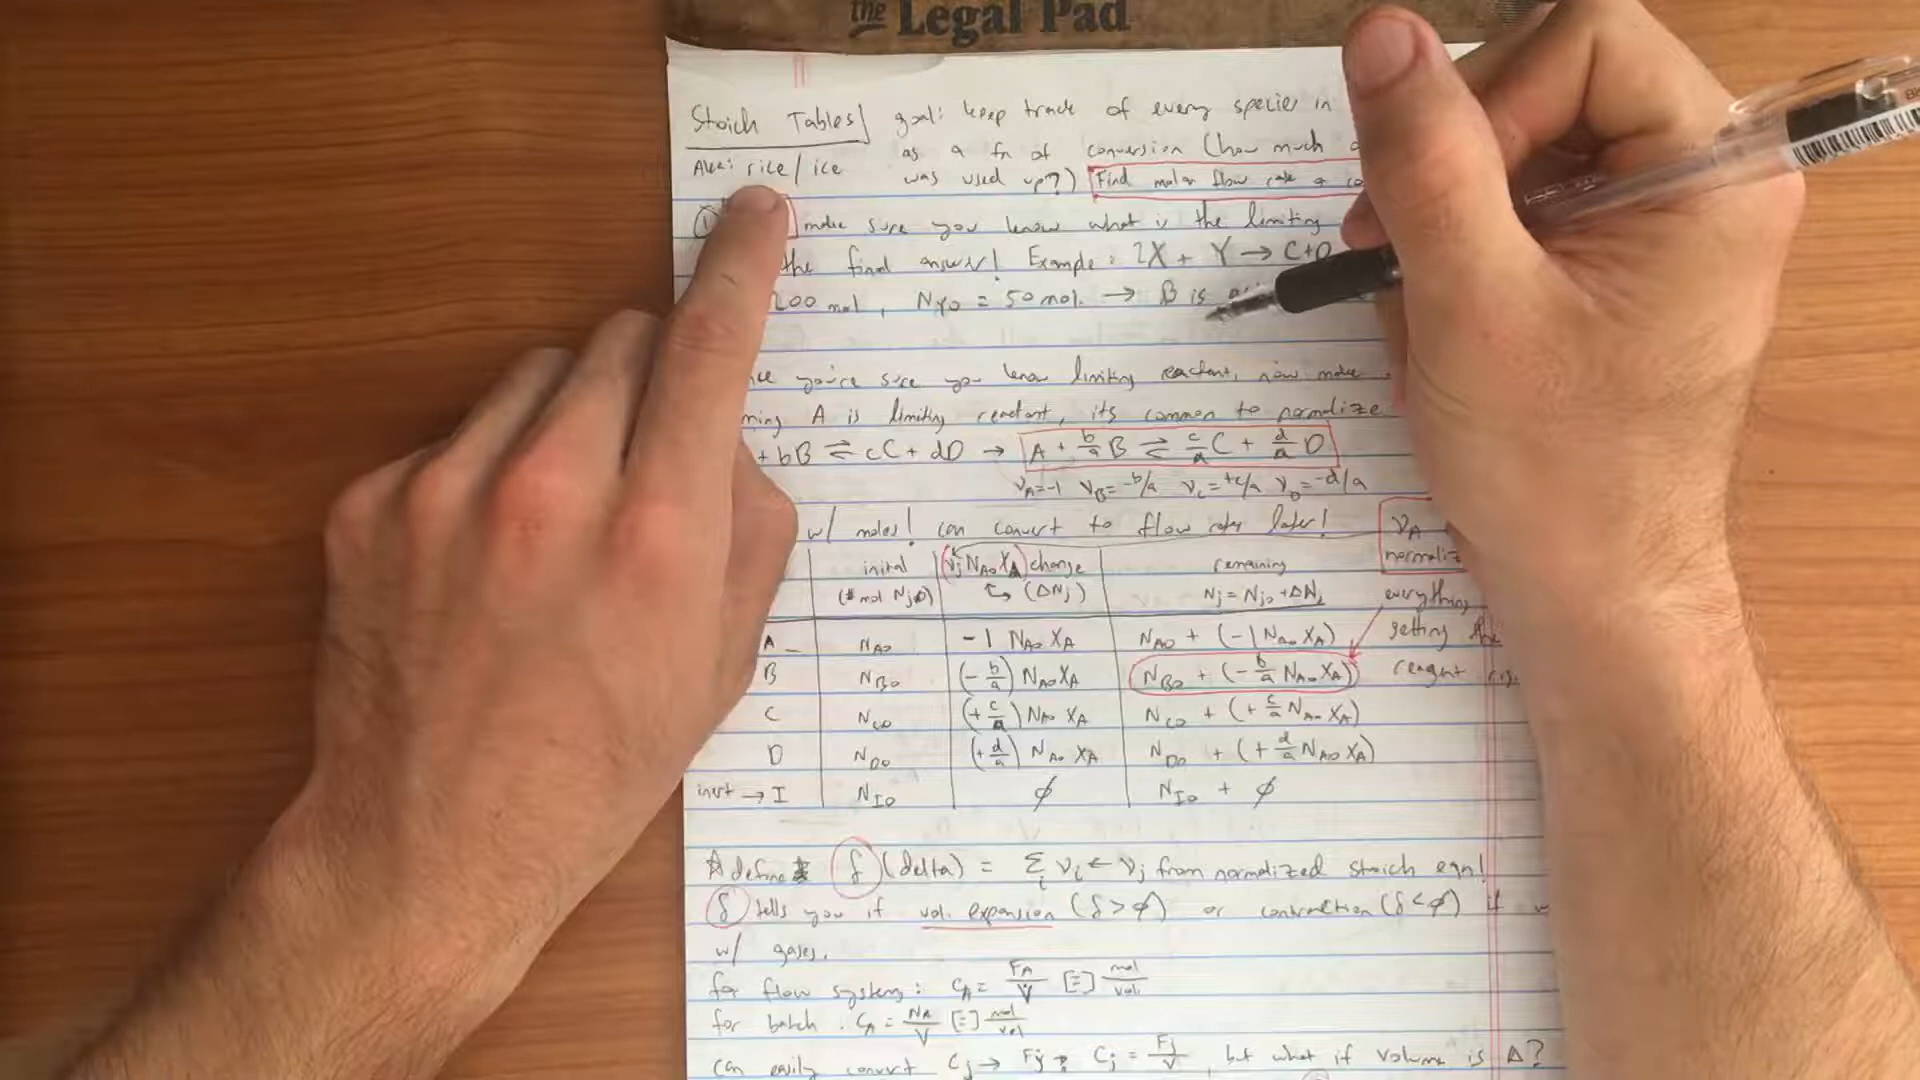 the Legal Pad
Stoich Tables] goal: keep track of every species in
AKA: rice/ice as a fn of conversion (how much
was used up?) Find molar flow rate &
① make sure you know what is the limiting
the final answer! Example: 2X + Y → C+D
200 mol, NY0 = 50 mol. → B is
you're sure you know limiting reactant, now make
A is limiting reactant, its common to normalize
+ bB ⇌ cC + dD → A + b/a B ⇌ c/a C + d/a D
νA=-1 νB=-b/a νC=+c/a νD=-d/a
w/ moles! can convert to flow rates later!
νA
inital νj NA0 XA change remaining
(# mol Nj0) (ΔNj) Nj = Nj0 + ΔNj everything
A NA0 -1 NA0 XA NA0 + (-1 NA0 XA) getting the
B NB0 (-b/a) NA0 XA NB0 + (-b/a NA0 XA) reagent
C NC0 (+c/a) NA0 XA NC0 + (+c/a NA0 XA)
D ND0 (+d/a) NA0 XA ND0 + (+d/a NA0 XA)
inert → I NI0 ϕ NI0 + ϕ
define δ (delta) = Σi νi ← νj from normalized stoich eqn!
δ tells you if vol. expansion (δ > ϕ) or contraction (δ < ϕ) if
w/ gases.
for flow systems: CA = FA/V̇ [=] mol/vol
for batch: CA = NA/V [=] mol/vol
can easily convert Cj → Fj: Cj = Fj/V̇, but what if volume is Δ?